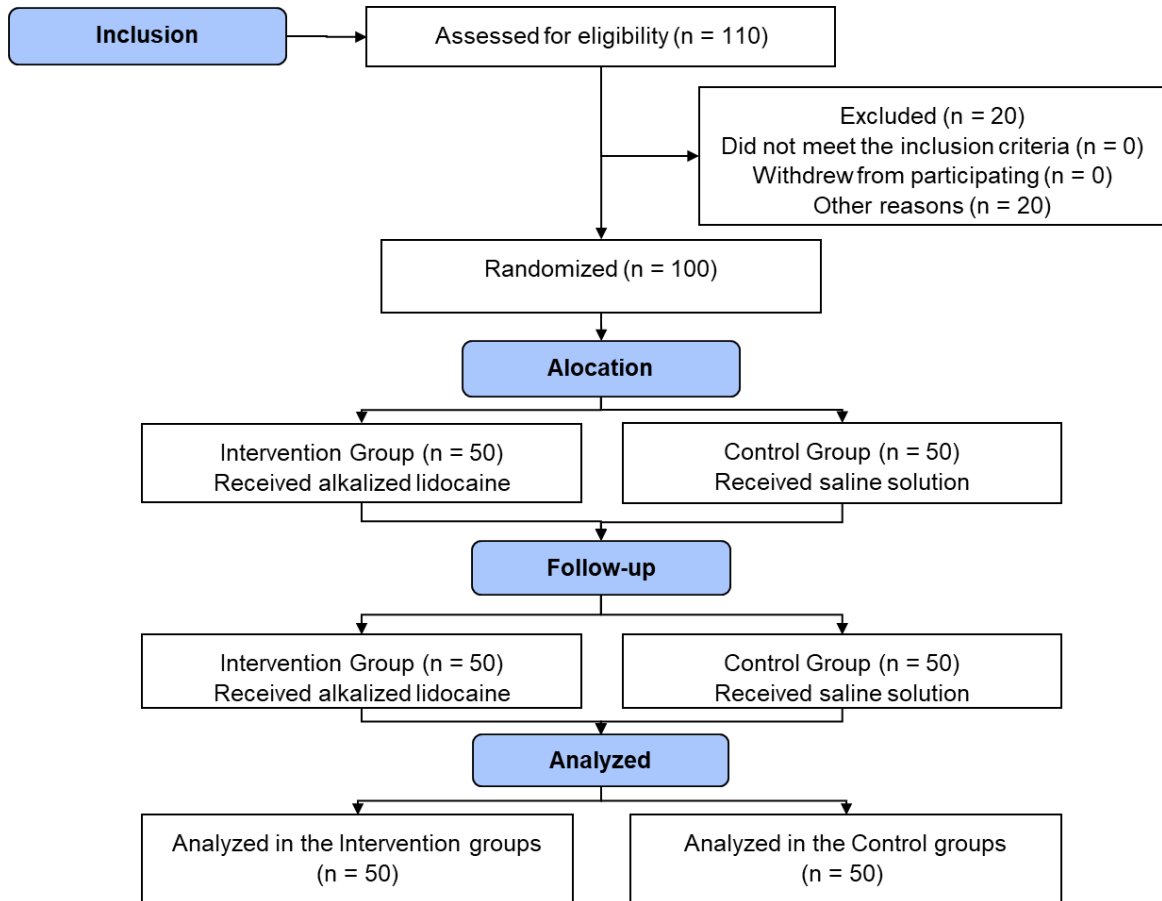 Inclusion
Assessed for eligibility (n = 110)
Excluded (n = 20)
Did not meet the inclusion criteria (n = 0)
Withdrew from participating (n = 0)
Other reasons (n = 20)
Randomized (n = 100)
Alocation
Intervention Group (n = 50)
Received alkalized lidocaine
Control Group (n = 50)
Received saline solution
Follow-up
Intervention Group (n = 50)
Received alkalized lidocaine
Control Group (n = 50)
Received saline solution
Analyzed
Analyzed in the Intervention groups
(n = 50)
Analyzed in the Control groups
(n = 50)